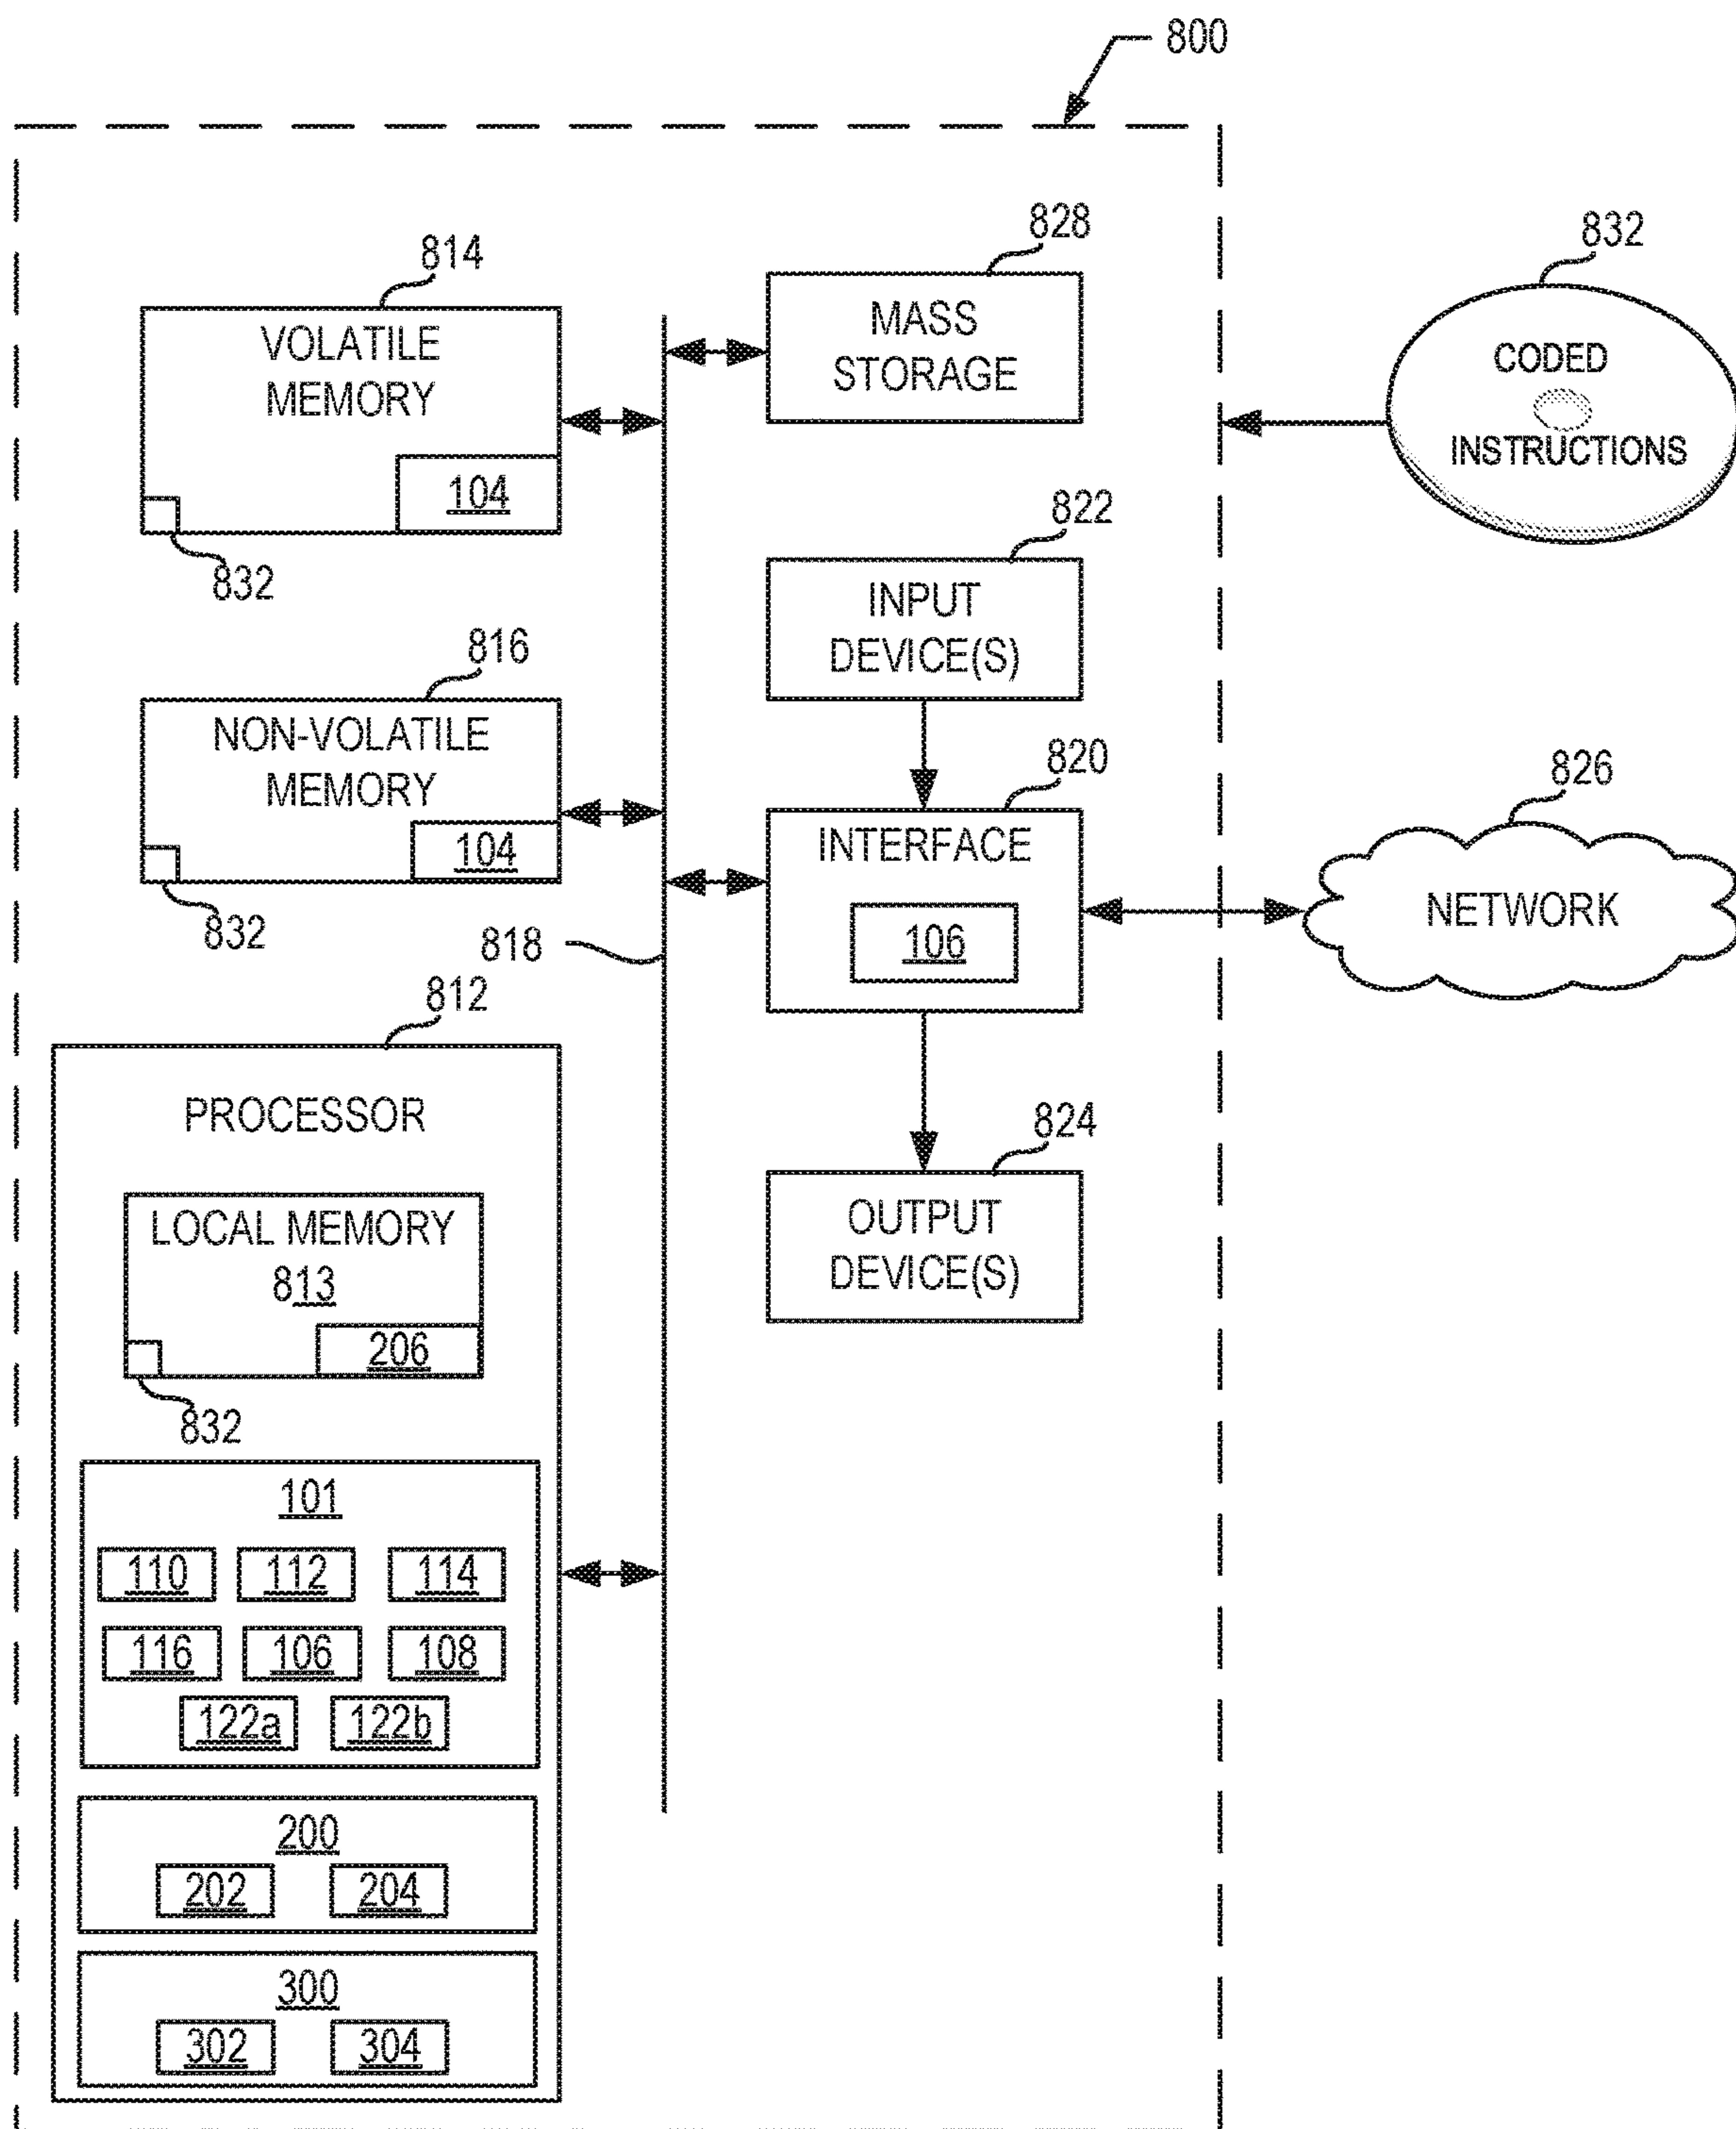 800
828
MASS
STORAGE
814
VOLATILE
MEMORY
104
832
832
CODED
INSTRUCTIONS
822
INPUT
DEVICE(S)
816
NON-VOLATILE
MEMORY
104
832
818
820
INTERFACE
106
826
NETWORK
812
PROCESSOR
LOCAL MEMORY
813
206
832
824
OUTPUT
DEVICE(S)
101
110 112 114
116 106 108
122a 122b
200
202 204
300
302 304